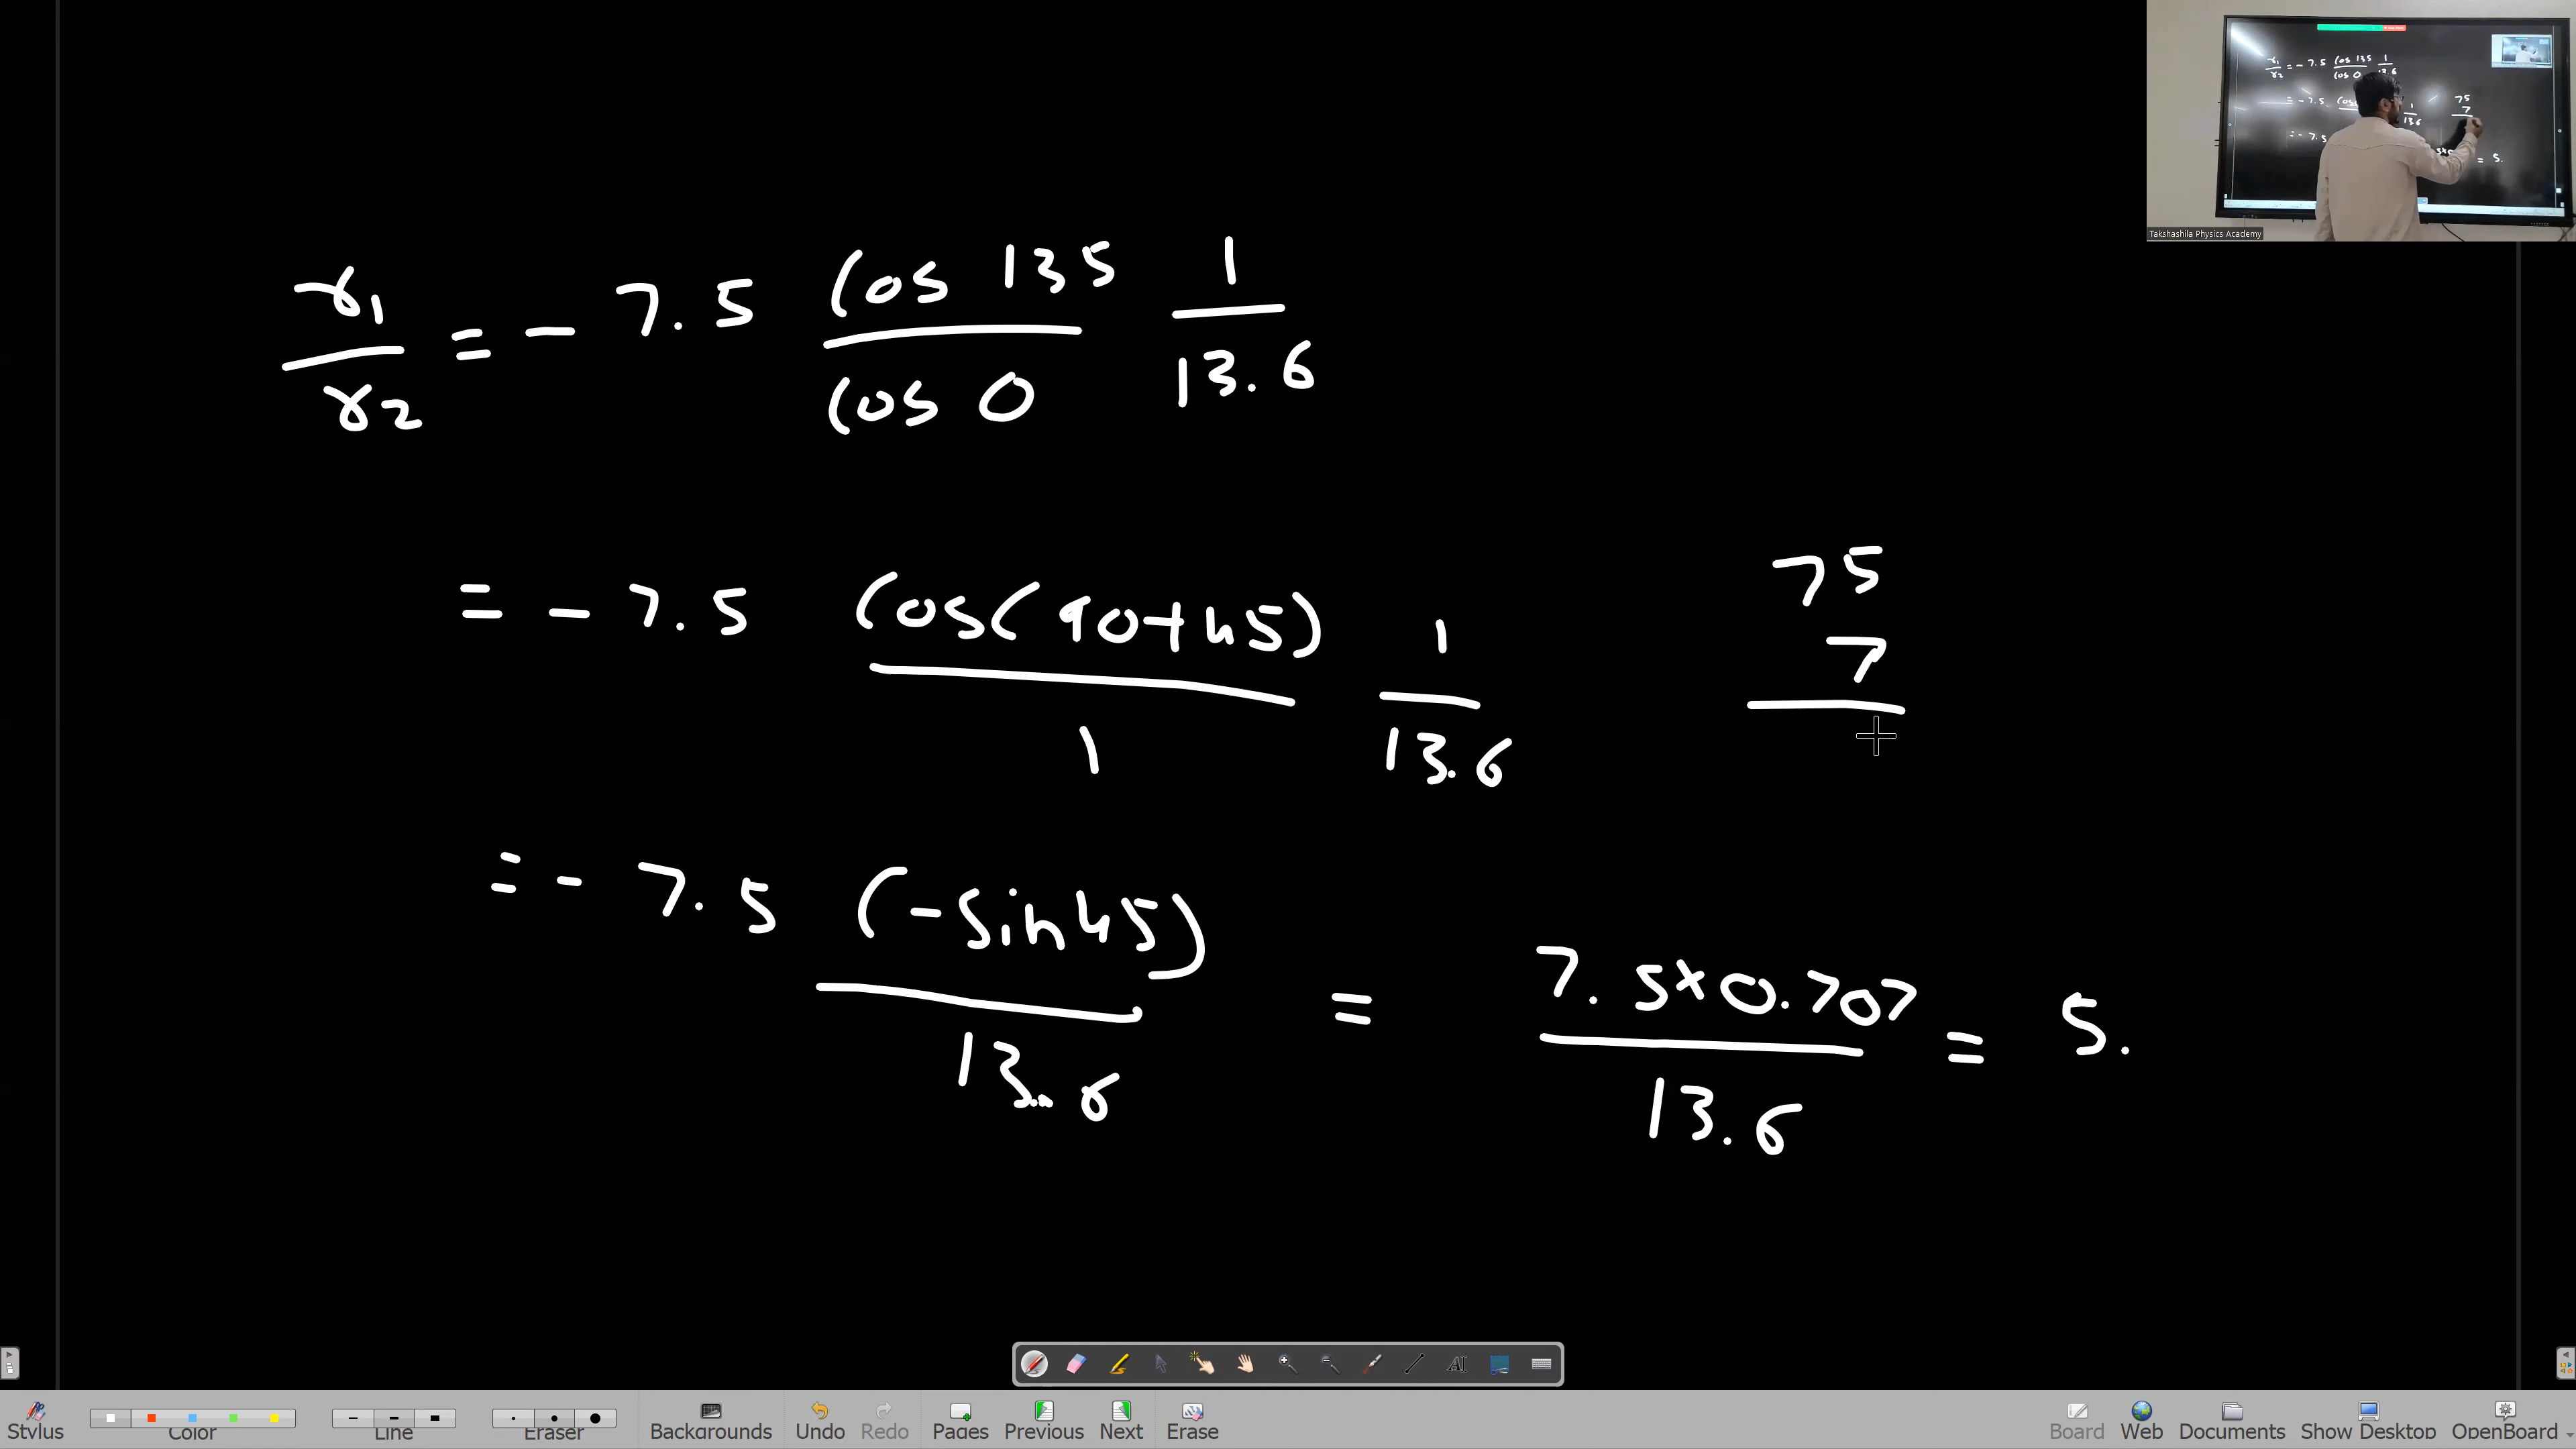 r1/r2 = - 7.5 Cos 135/Cos 0 1/13.6
= - 7.5 Cos(90+45)/1 1/13.6
75
7
= - 7.5 (-sin45)/13.6 = 7.5×0.707/13.6 = 5.
Takshashila Physics Academy
Stylus Color Line Eraser Backgrounds Undo Redo Pages Previous Next Erase Board Web Documents Show Desktop OpenBoard